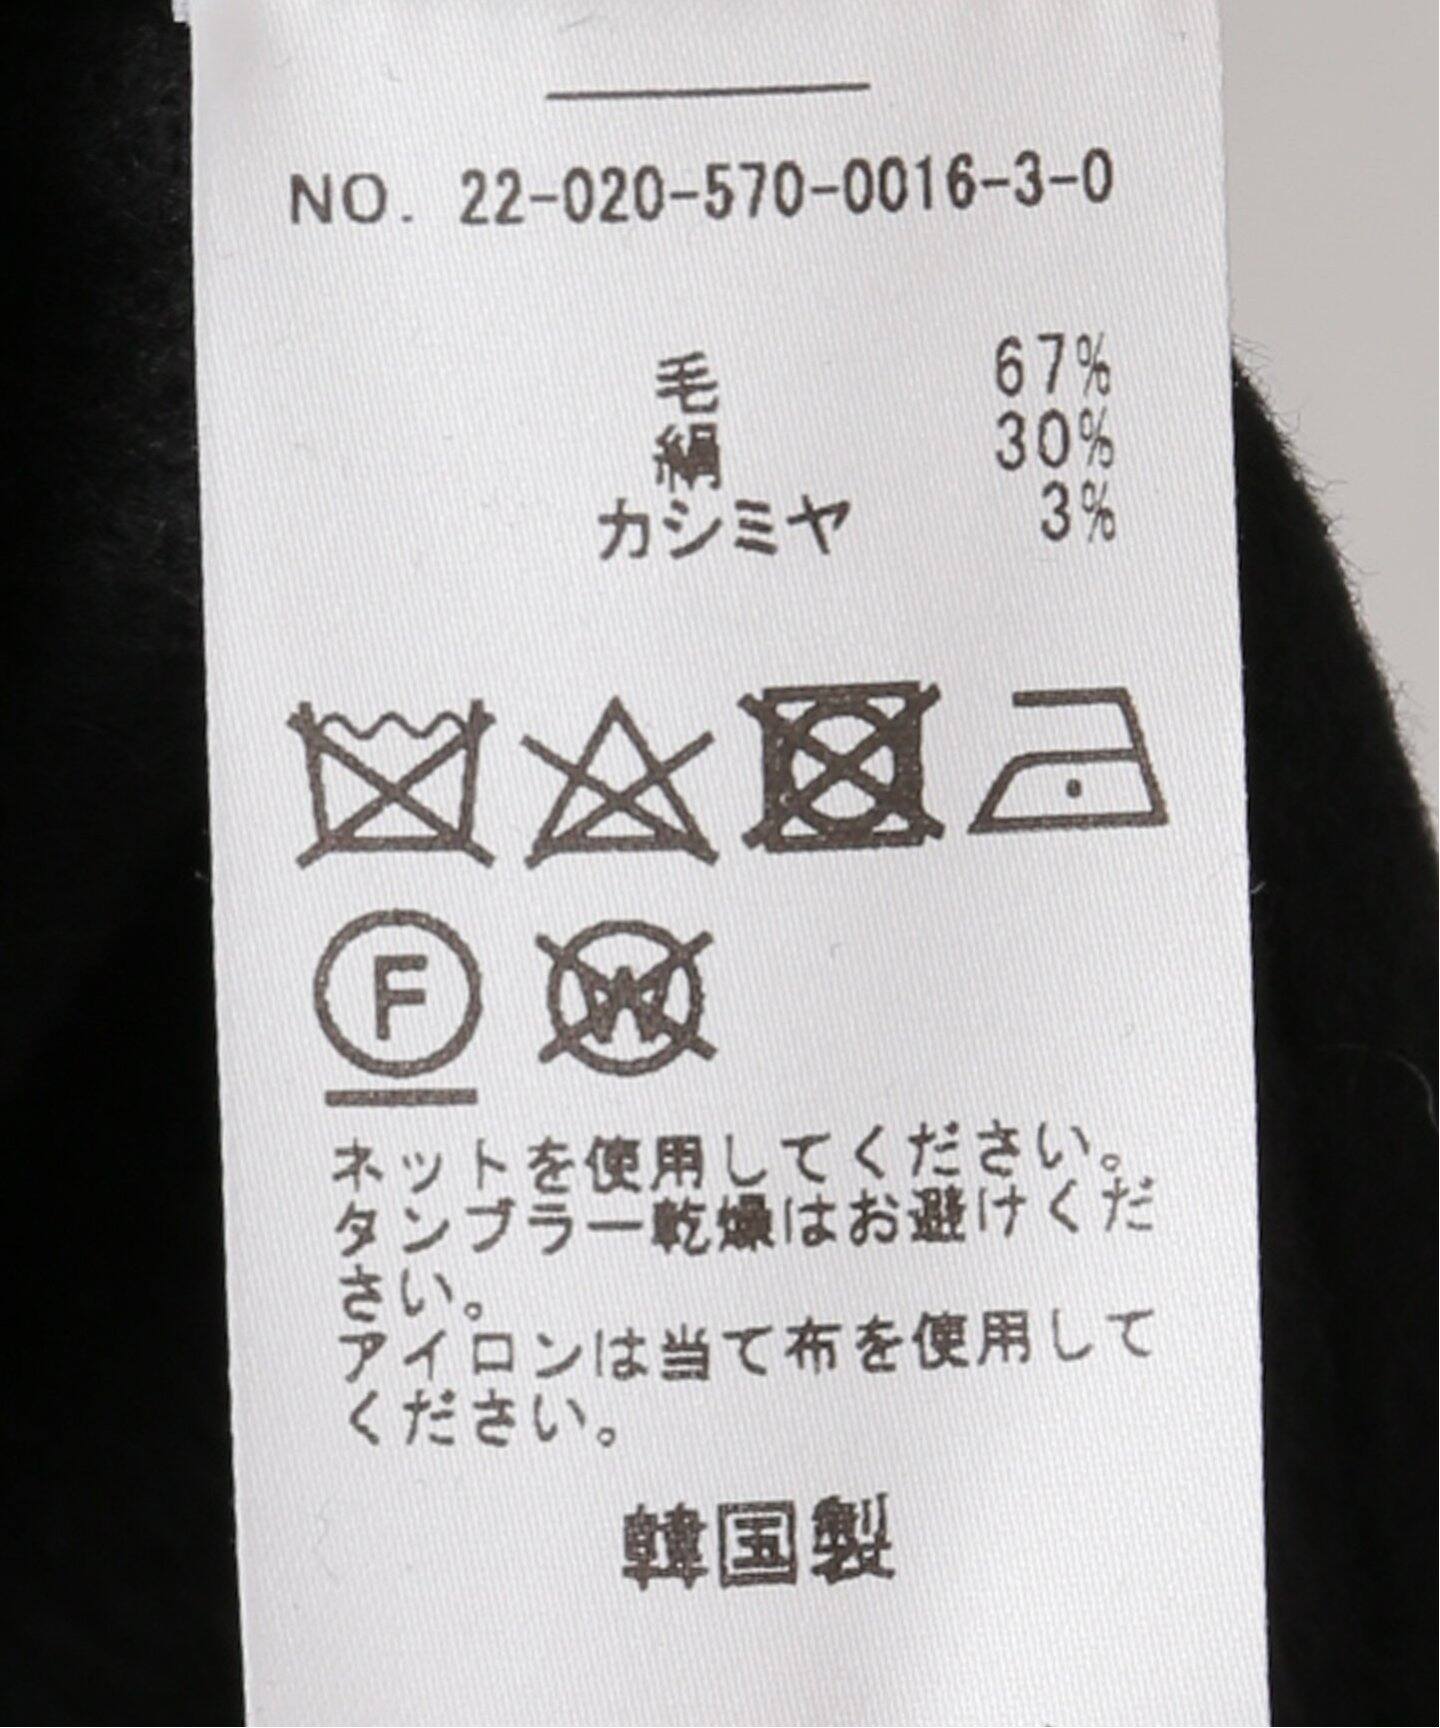 NO. 22-020-570-0016-3-0
毛 67%
絹 30%
カシミヤ 3%
F W
ネットを使用してください。
タンブラー乾燥はお避けくだ
さい。
アイロンは当て布を使用して
ください。
韓国製